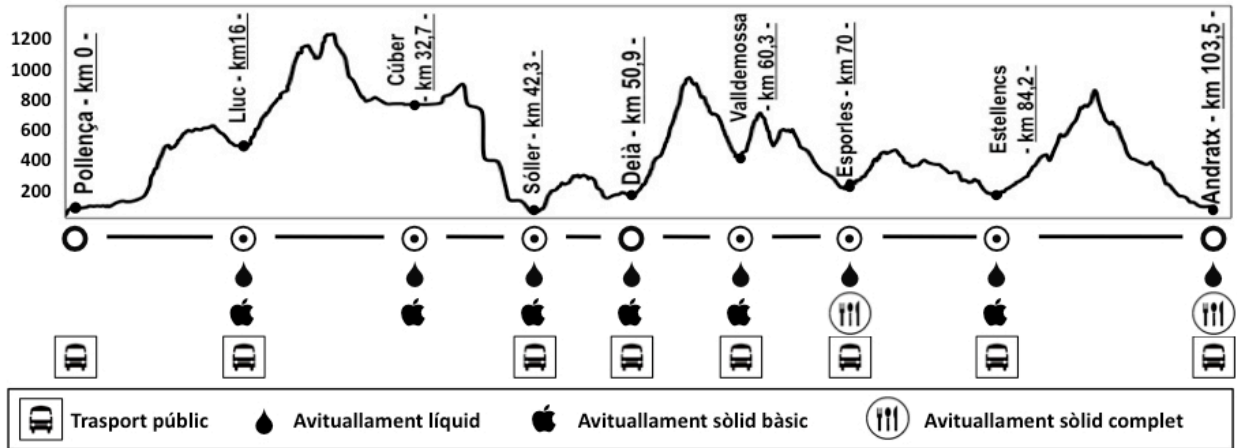 1200
1000
800
600
400
200
Pollença - km 0 -
Lluc - km16 -
Cúber
- km 32,7 -
Sóller - km 42,3 -
Deià - km 50,9 -
Valldemossa
- km 60,3 -
Esporles - km 70 -
Estellencs
- km 84,2 -
Andratx - km 103,5 -
Trasport públic
Avituallament líquid
Avituallament sòlid bàsic
Avituallament sòlid complet